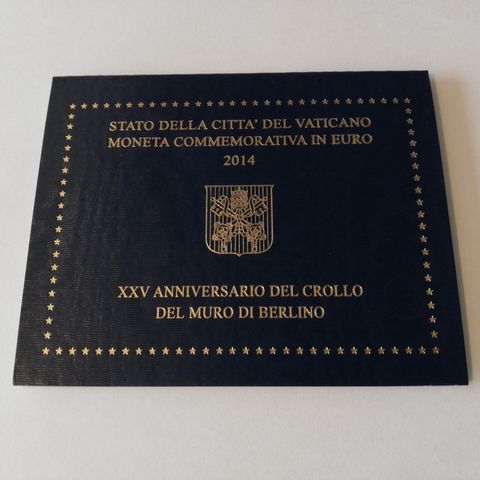 STATO DELLA CITTA' DEL VATICANO
MONETA COMMEMORATIVA IN EURO
2014
XXV ANNIVERSARIO DEL CROLLO
DEL MURO DI BERLINO